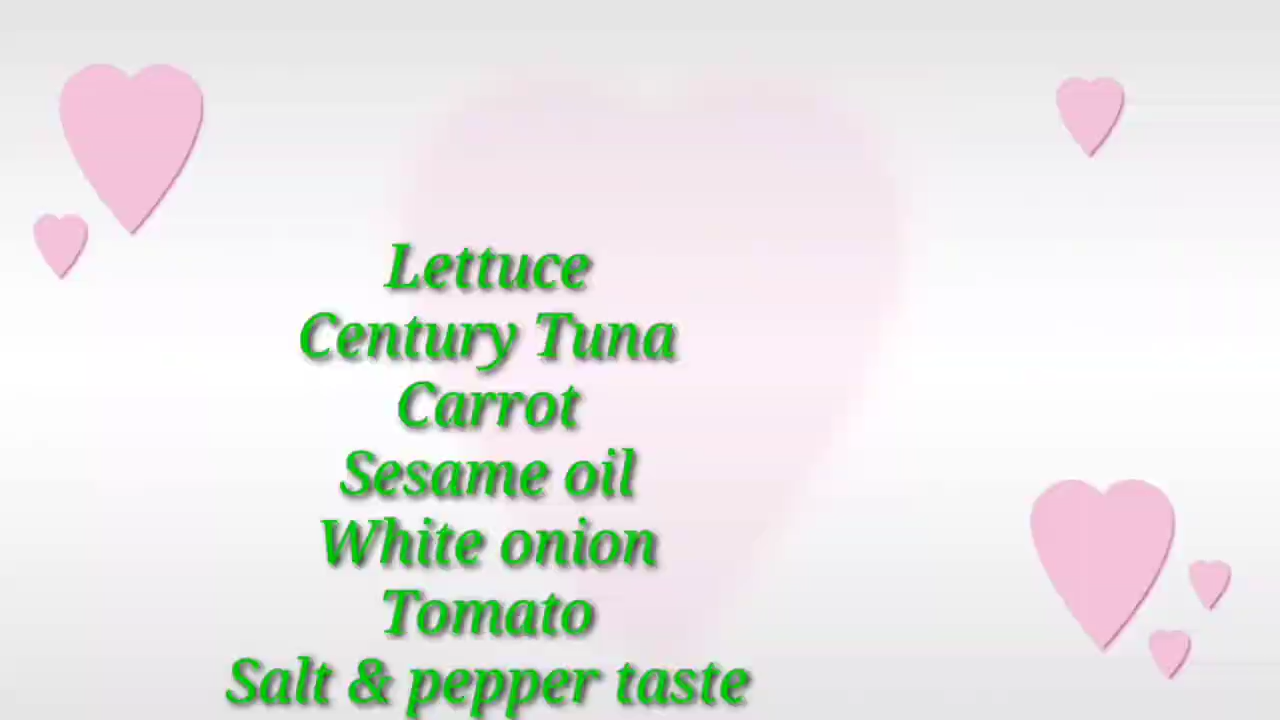 Lettuce
Century Tuna
Carrot
Sesame oil
White onion
Tomato
Salt & pepper taste